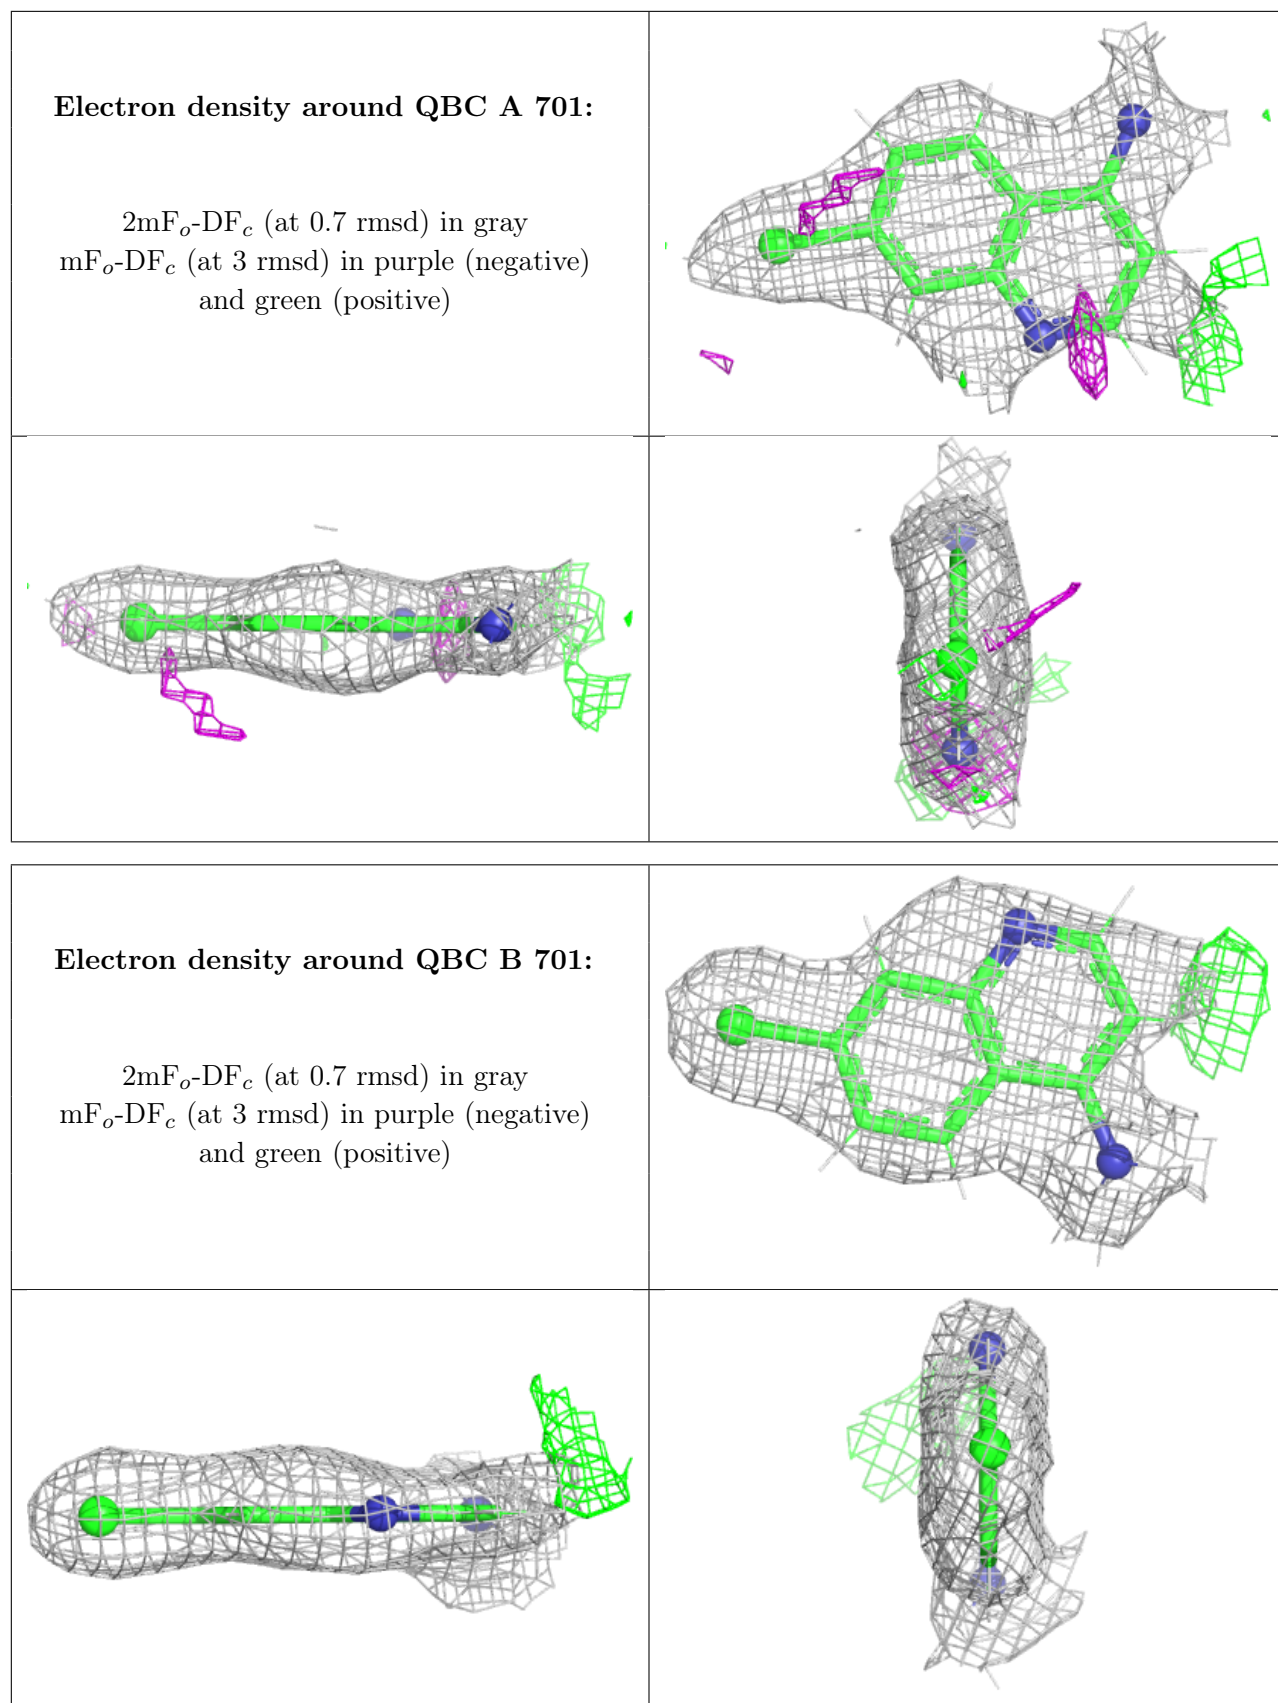 Electron density around QBC A 701:
2mFo-DFc (at 0.7 rmsd) in gray
mFo-DFc (at 3 rmsd) in purple (negative)
and green (positive)
Electron density around QBC B 701:
2mFo-DFc (at 0.7 rmsd) in gray
mFo-DFc (at 3 rmsd) in purple (negative)
and green (positive)